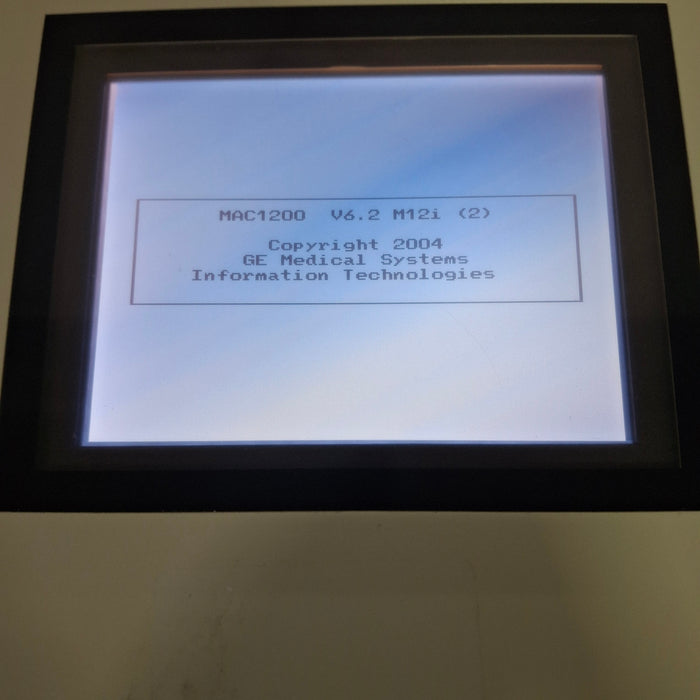 MAC1200 V6.2 M12i (2)
Copyright 2004
GE Medical Systems
Information Technologies